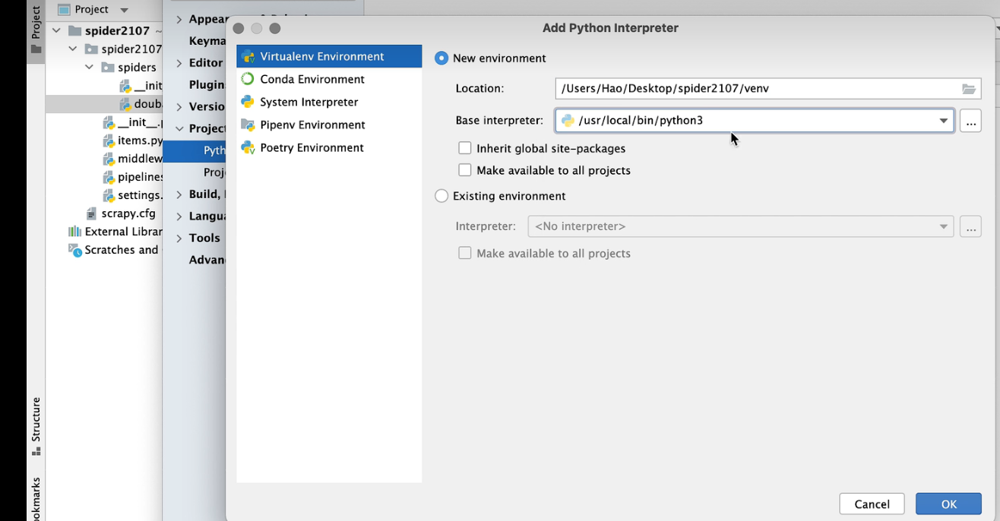 Project
Project
spider2107 ~
spider2107
spiders
__init
doub
__init__.p
items.py
middlew
pipelines
settings.
scrapy.cfg
External Librar
Scratches and
Structure
ookmarks
Appear
Keyma
Editor
Plugin
Versio
Project
Pyth
Proj
Build,
Langua
Tools
Advan
Add Python Interpreter
Virtualenv Environment
Conda Environment
System Interpreter
Pipenv Environment
Poetry Environment
New environment
Location: /Users/Hao/Desktop/spider2107/venv
Base interpreter: /usr/local/bin/python3 ...
Inherit global site-packages
Make available to all projects
Existing environment
Interpreter: <No interpreter> ...
Make available to all projects
Cancel OK